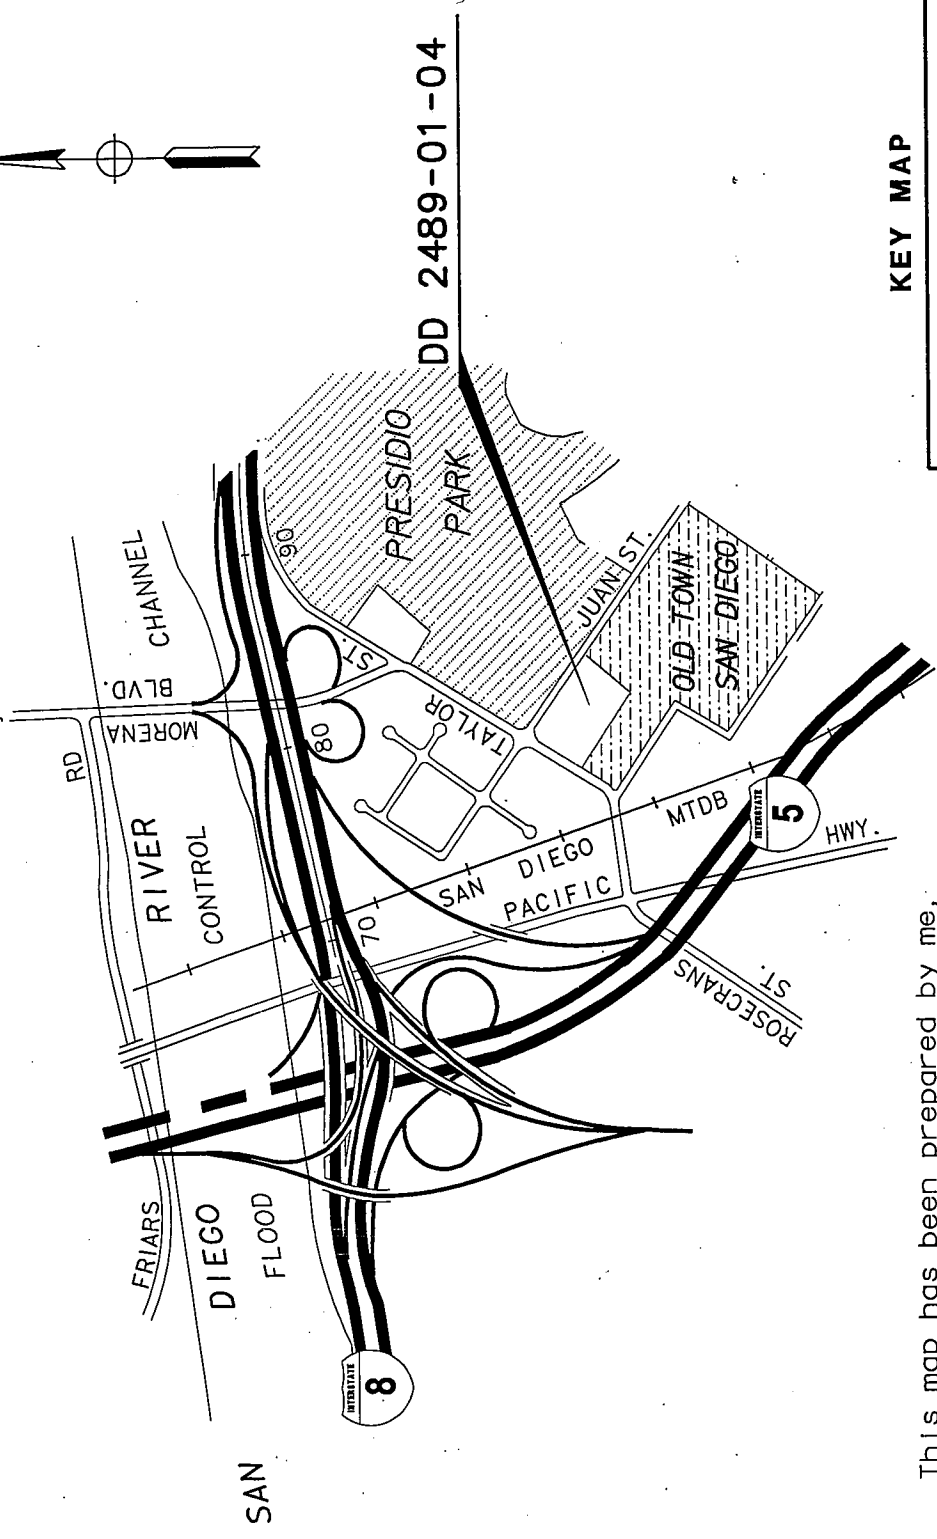 SAN
DIEGO
RIVER
FLOOD
CONTROL
CHANNEL
FRIARS
RD
MORENA
BLVD.
INTERSTATE
8
70
80
90
TAYLOR
ST.
PRESIDIO
PARK
DD 2489-01-04
JUAN ST.
OLD TOWN
SAN DIEGO
SAN DIEGO
MTDB
PACIFIC
HWY.
ROSECRANS
ST.
INTERSTATE
5
KEY MAP
This map has been prepared by me,